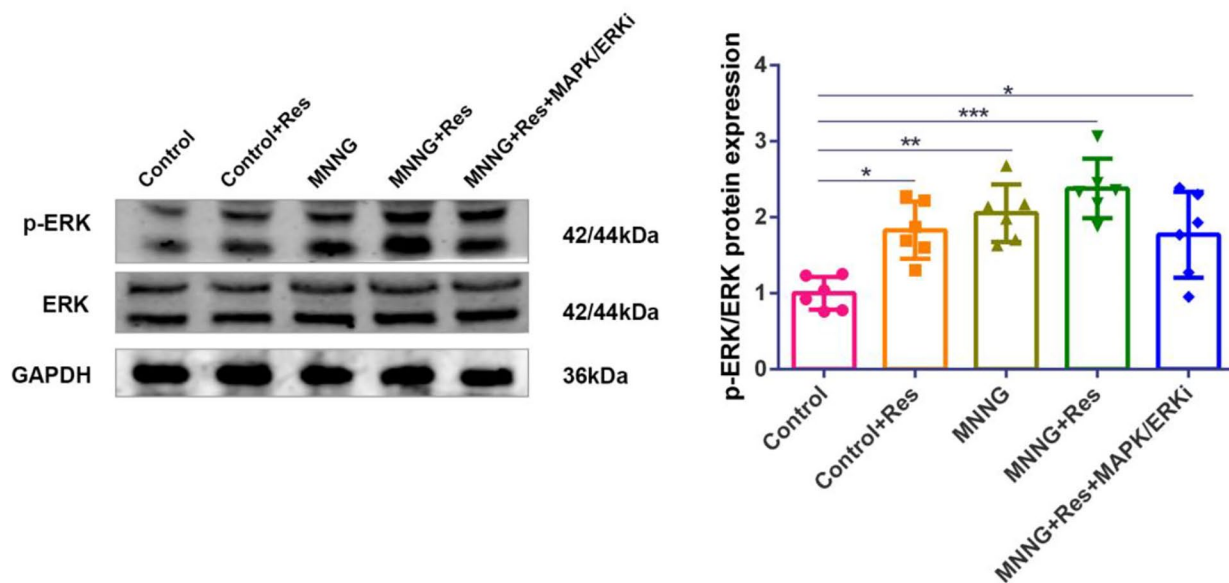 Control
Control+Res
MNNG
MNNG+Res
MNNG+Res+MAPK/ERKi
p-ERK
42/44kDa
ERK
42/44kDa
GAPDH
36kDa
p-ERK/ERK protein expression
4
3
2
1
0
*
***
**
*
Control
Control+Res
MNNG
MNNG+Res
MNNG+Res+MAPK/ERKi